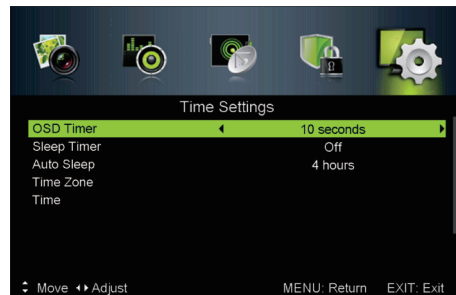 Time Settings
OSD Timer 10 seconds
Sleep Timer Off
Auto Sleep 4 hours
Time Zone
Time
Move Adjust MENU: Return EXIT: Exit